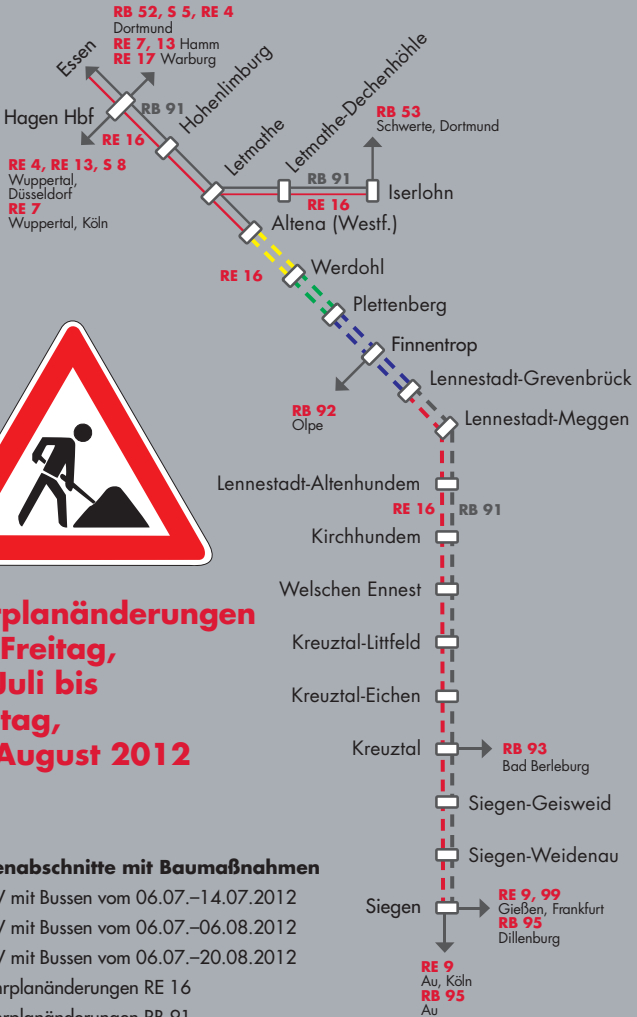 RB 52, S 5, RE 4
Dortmund
RE 7, 13 Hamm
RE 17 Warburg
Essen
Hagen Hbf
RB 91
RE 16
Hohenlimburg
Letmathe
Letmathe-Dechenhöhle
RB 53
Schwerte, Dortmund
RE 4, RE 13, S 8
Wuppertal,
Düsseldorf
RE 7
Wuppertal, Köln
RB 91
RE 16
Iserlohn
Altena (Westf.)
RE 16
Werdohl
Plettenberg
Finnentrop
Lennestadt-Grevenbrück
RB 92
Olpe
Lennestadt-Meggen
Lennestadt-Altenhundem
RE 16
RB 91
Kirchhundem
Welschen Ennest
Kreuztal-Littfeld
Kreuztal-Eichen
Kreuztal
RB 93
Bad Berleburg
Siegen-Geisweid
Siegen-Weidenau
Siegen
RE 9, 99
Gießen, Frankfurt
RB 95
Dillenburg
RE 9
Au, Köln
RB 95
Au
rplanänderungen
Freitag,
Juli bis
tag,
August 2012
enabschnitte mit Baumaßnahmen
V mit Bussen vom 06.07.–14.07.2012
V mit Bussen vom 06.07.–06.08.2012
V mit Bussen vom 06.07.–20.08.2012
hrplanänderungen RE 16
hrplanänderungen RB 91